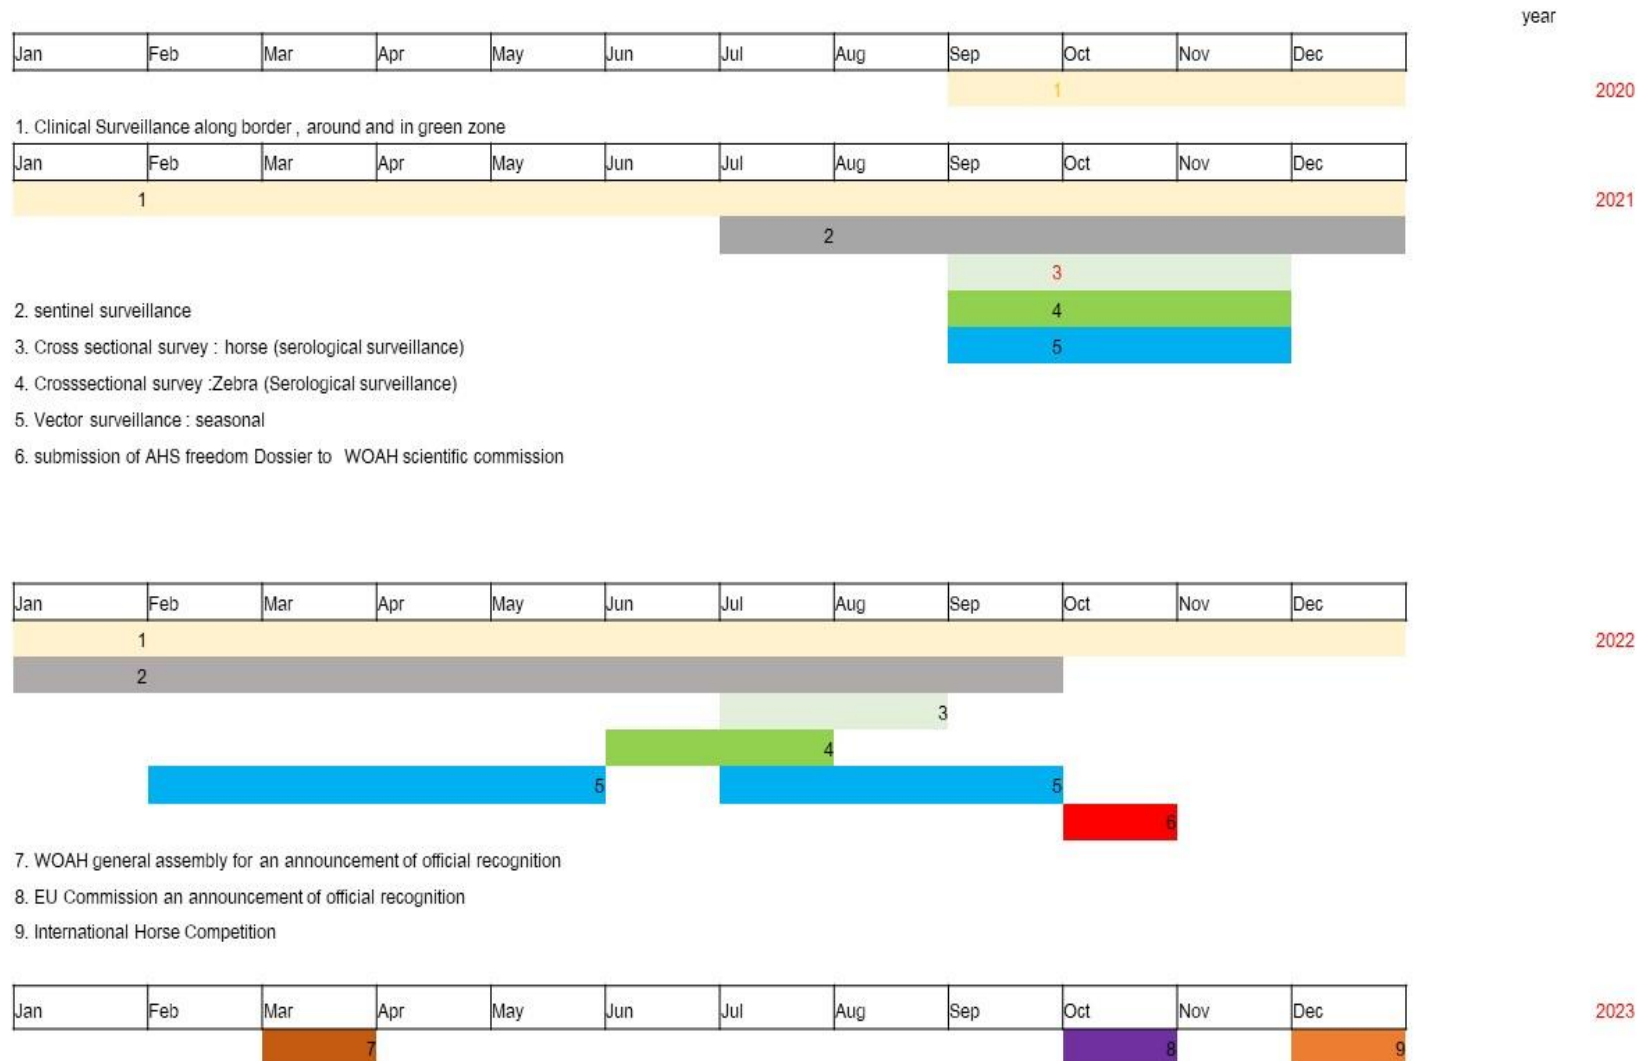 year
Jan Feb Mar Apr May Jun Jul Aug Sep Oct Nov Dec
1 2020
1. Clinical Surveillance along border , around and in green zone
Jan Feb Mar Apr May Jun Jul Aug Sep Oct Nov Dec
1 2021
2
3
2. sentinel surveillance 4
3. Cross sectional survey : horse (serological surveillance) 5
4. Crosssectional survey :Zebra (Serological surveillance)
5. Vector surveillance : seasonal
6. submission of AHS freedom Dossier to WOAH scientific commission
Jan Feb Mar Apr May Jun Jul Aug Sep Oct Nov Dec
1 2022
2
3
4
5 5
6
7. WOAH general assembly for an announcement of official recognition
8. EU Commission an announcement of official recognition
9. International Horse Competition
Jan Feb Mar Apr May Jun Jul Aug Sep Oct Nov Dec 2023
7 8 9